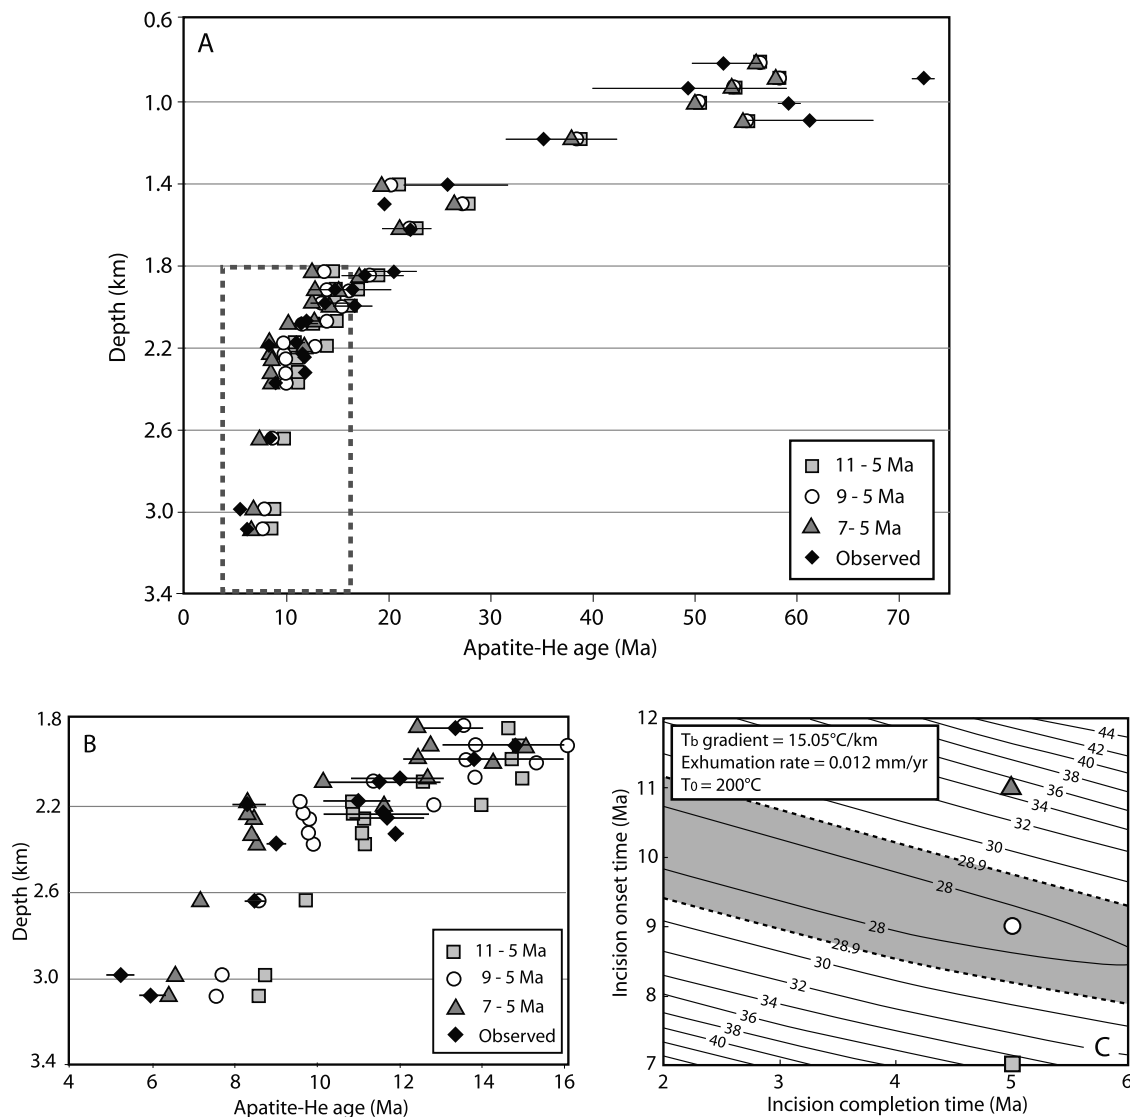 A
0.6
1.0
1.4
1.8
2.2
2.6
3.0
3.4
Depth (km)
0 10 20 30 40 50 60 70
Apatite-He age (Ma)
11 - 5 Ma
9 - 5 Ma
7- 5 Ma
Observed
B
1.8
2.2
2.6
3.0
3.4
Depth (km)
4 6 8 10 12 14 16
Apatite-He age (Ma)
11 - 5 Ma
9 - 5 Ma
7 - 5 Ma
Observed
12
11
10
9
8
7
Incision onset time (Ma)
Tb gradient = 15.05°C/km
Exhumation rate = 0.012 mm/yr
T0 = 200°C
44
42
40
38
36
34
32
30
28.9
28
28
28.9
30
32
34
36
38
40
C
2 3 4 5 6
Incision completion time (Ma)